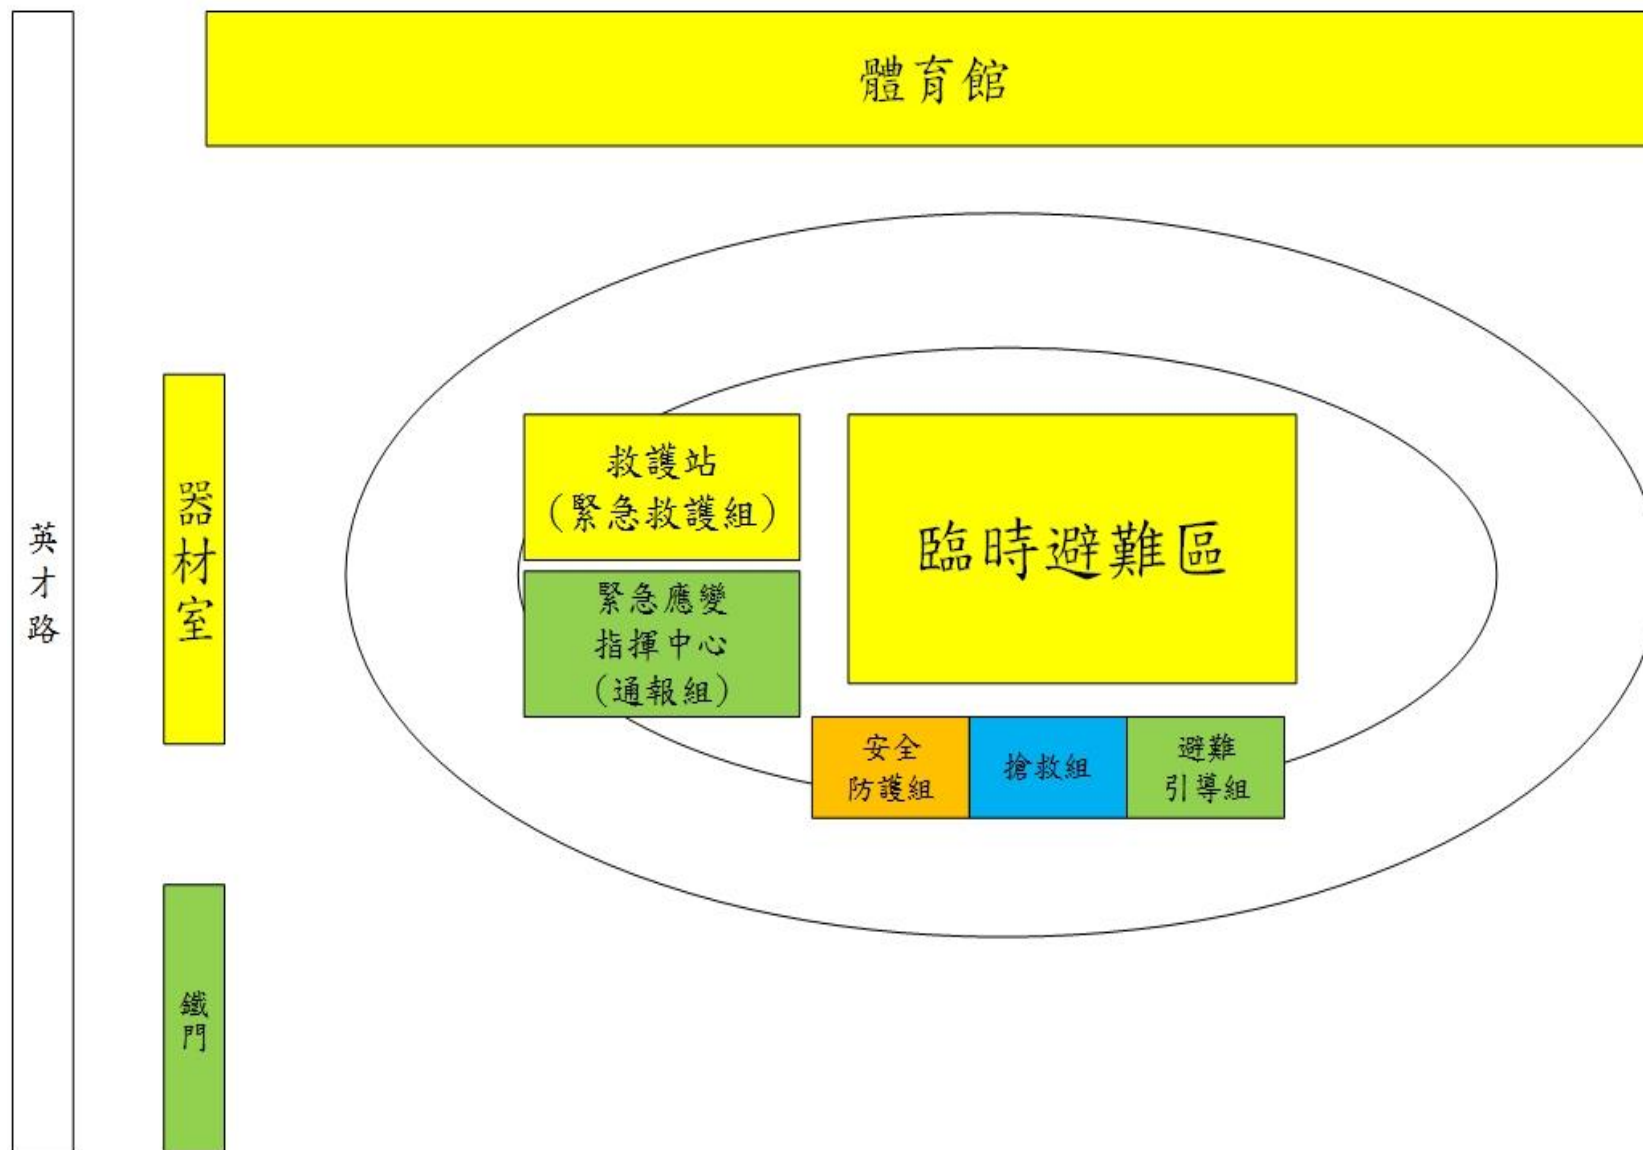 體育館
英才路
器材室
救護站
(緊急救護組)
緊急應變
指揮中心
(通報組)
臨時避難區
安全
防護組
搶救組
避難
引導組
鐵門